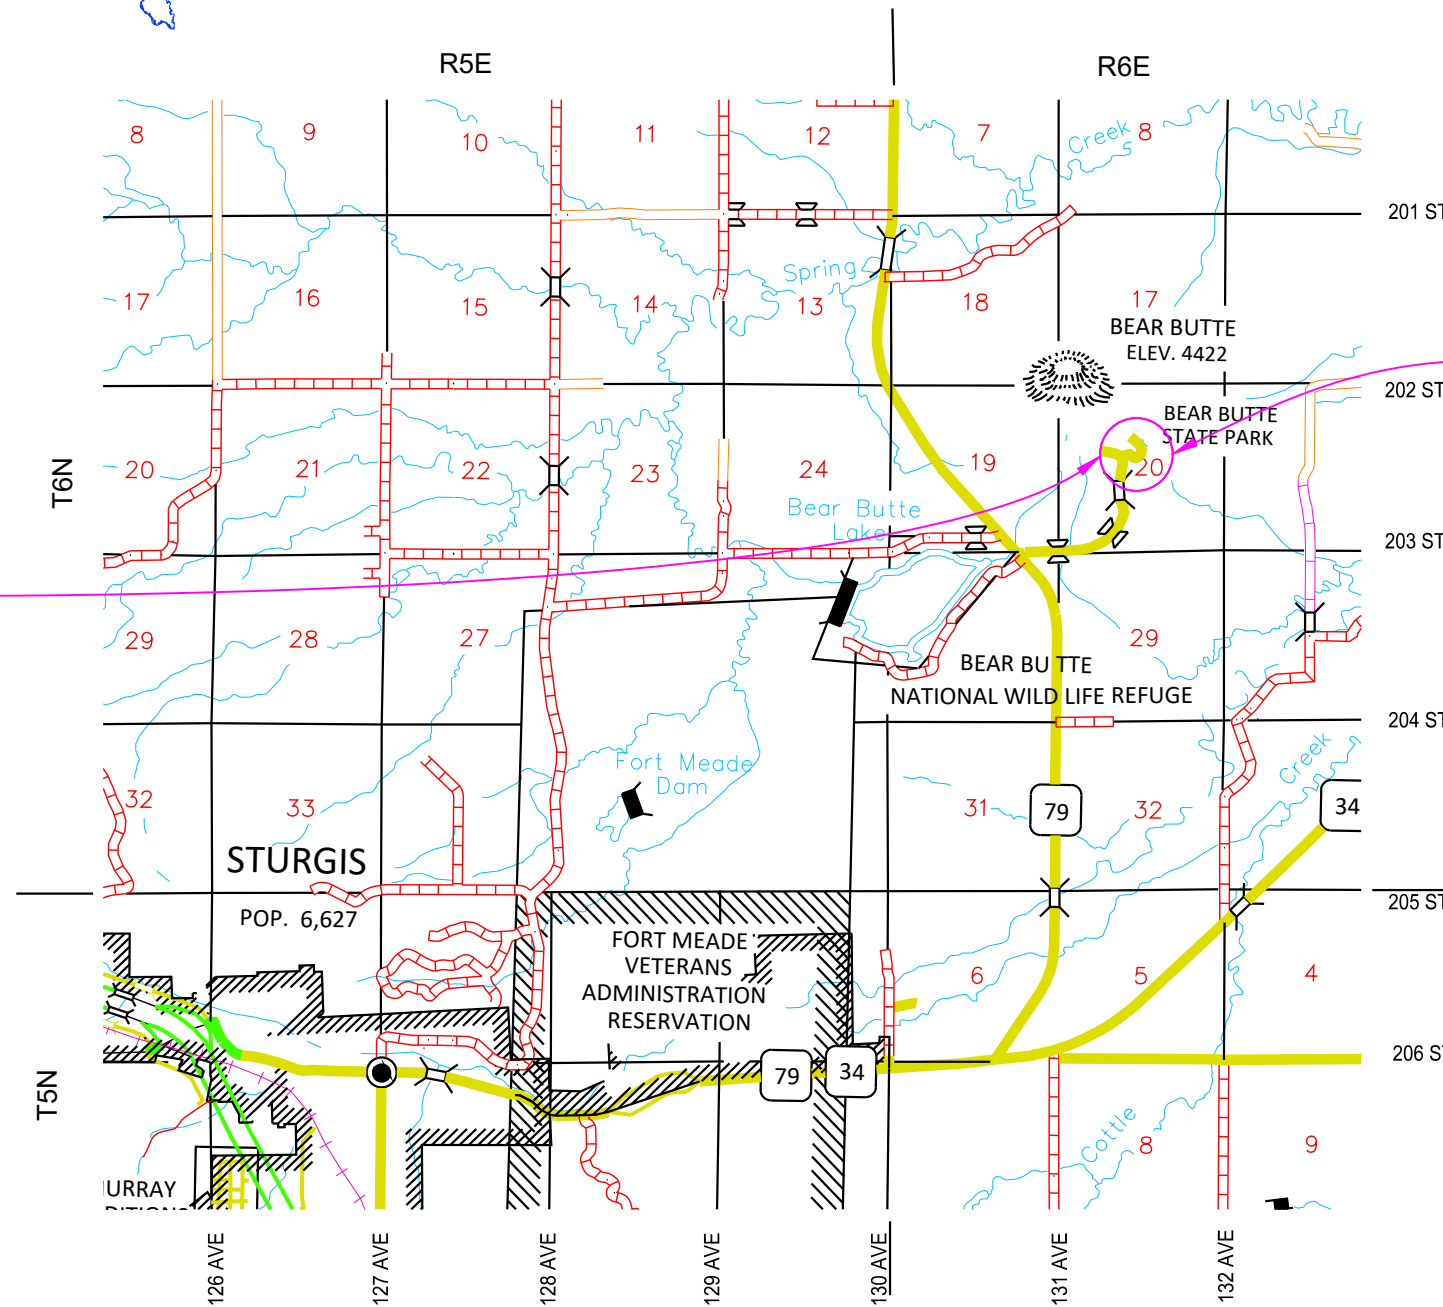 R5E
R6E
8
9
10
11
12
7
Creek
8
201 ST
Spring
17
16
15
14
13
18
17
BEAR BUTTE
ELEV. 4422
202 ST
BEAR BUTTE
STATE PARK
T6N
20
21
22
23
24
19
20
Bear Butte
Lake
203 ST
29
28
27
29
BEAR BUTTE
NATIONAL WILD LIFE REFUGE
204 ST
Fort Meade
Dam
Creek
32
33
31
32
79
34
STURGIS
POP. 6,627
205 ST
FORT MEADE
VETERANS
ADMINISTRATION
RESERVATION
6
5
4
206 ST
79
34
T5N
Cottle
8
9
URRAY
DITIONS
126 AVE
127 AVE
128 AVE
129 AVE
130 AVE
131 AVE
132 AVE